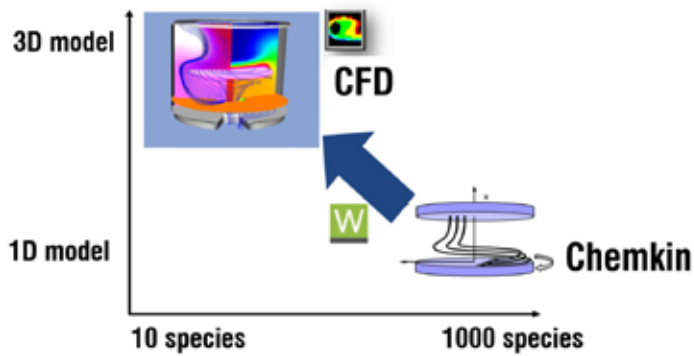 3D model
CFD
W
x
1D model
Chemkin
10 species
1000 species